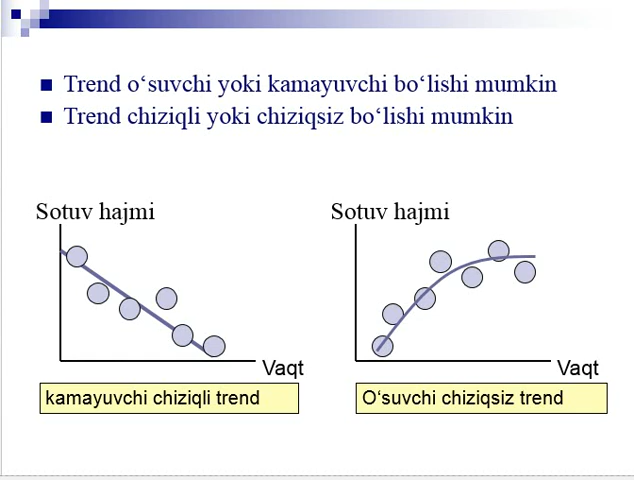 Trend o‘suvchi yoki kamayuvchi bo‘lishi mumkin
Trend chiziqli yoki chiziqsiz bo‘lishi mumkin
Sotuv hajmi
Vaqt
kamayuvchi chiziqli trend
Sotuv hajmi
Vaqt
O‘suvchi chiziqsiz trend